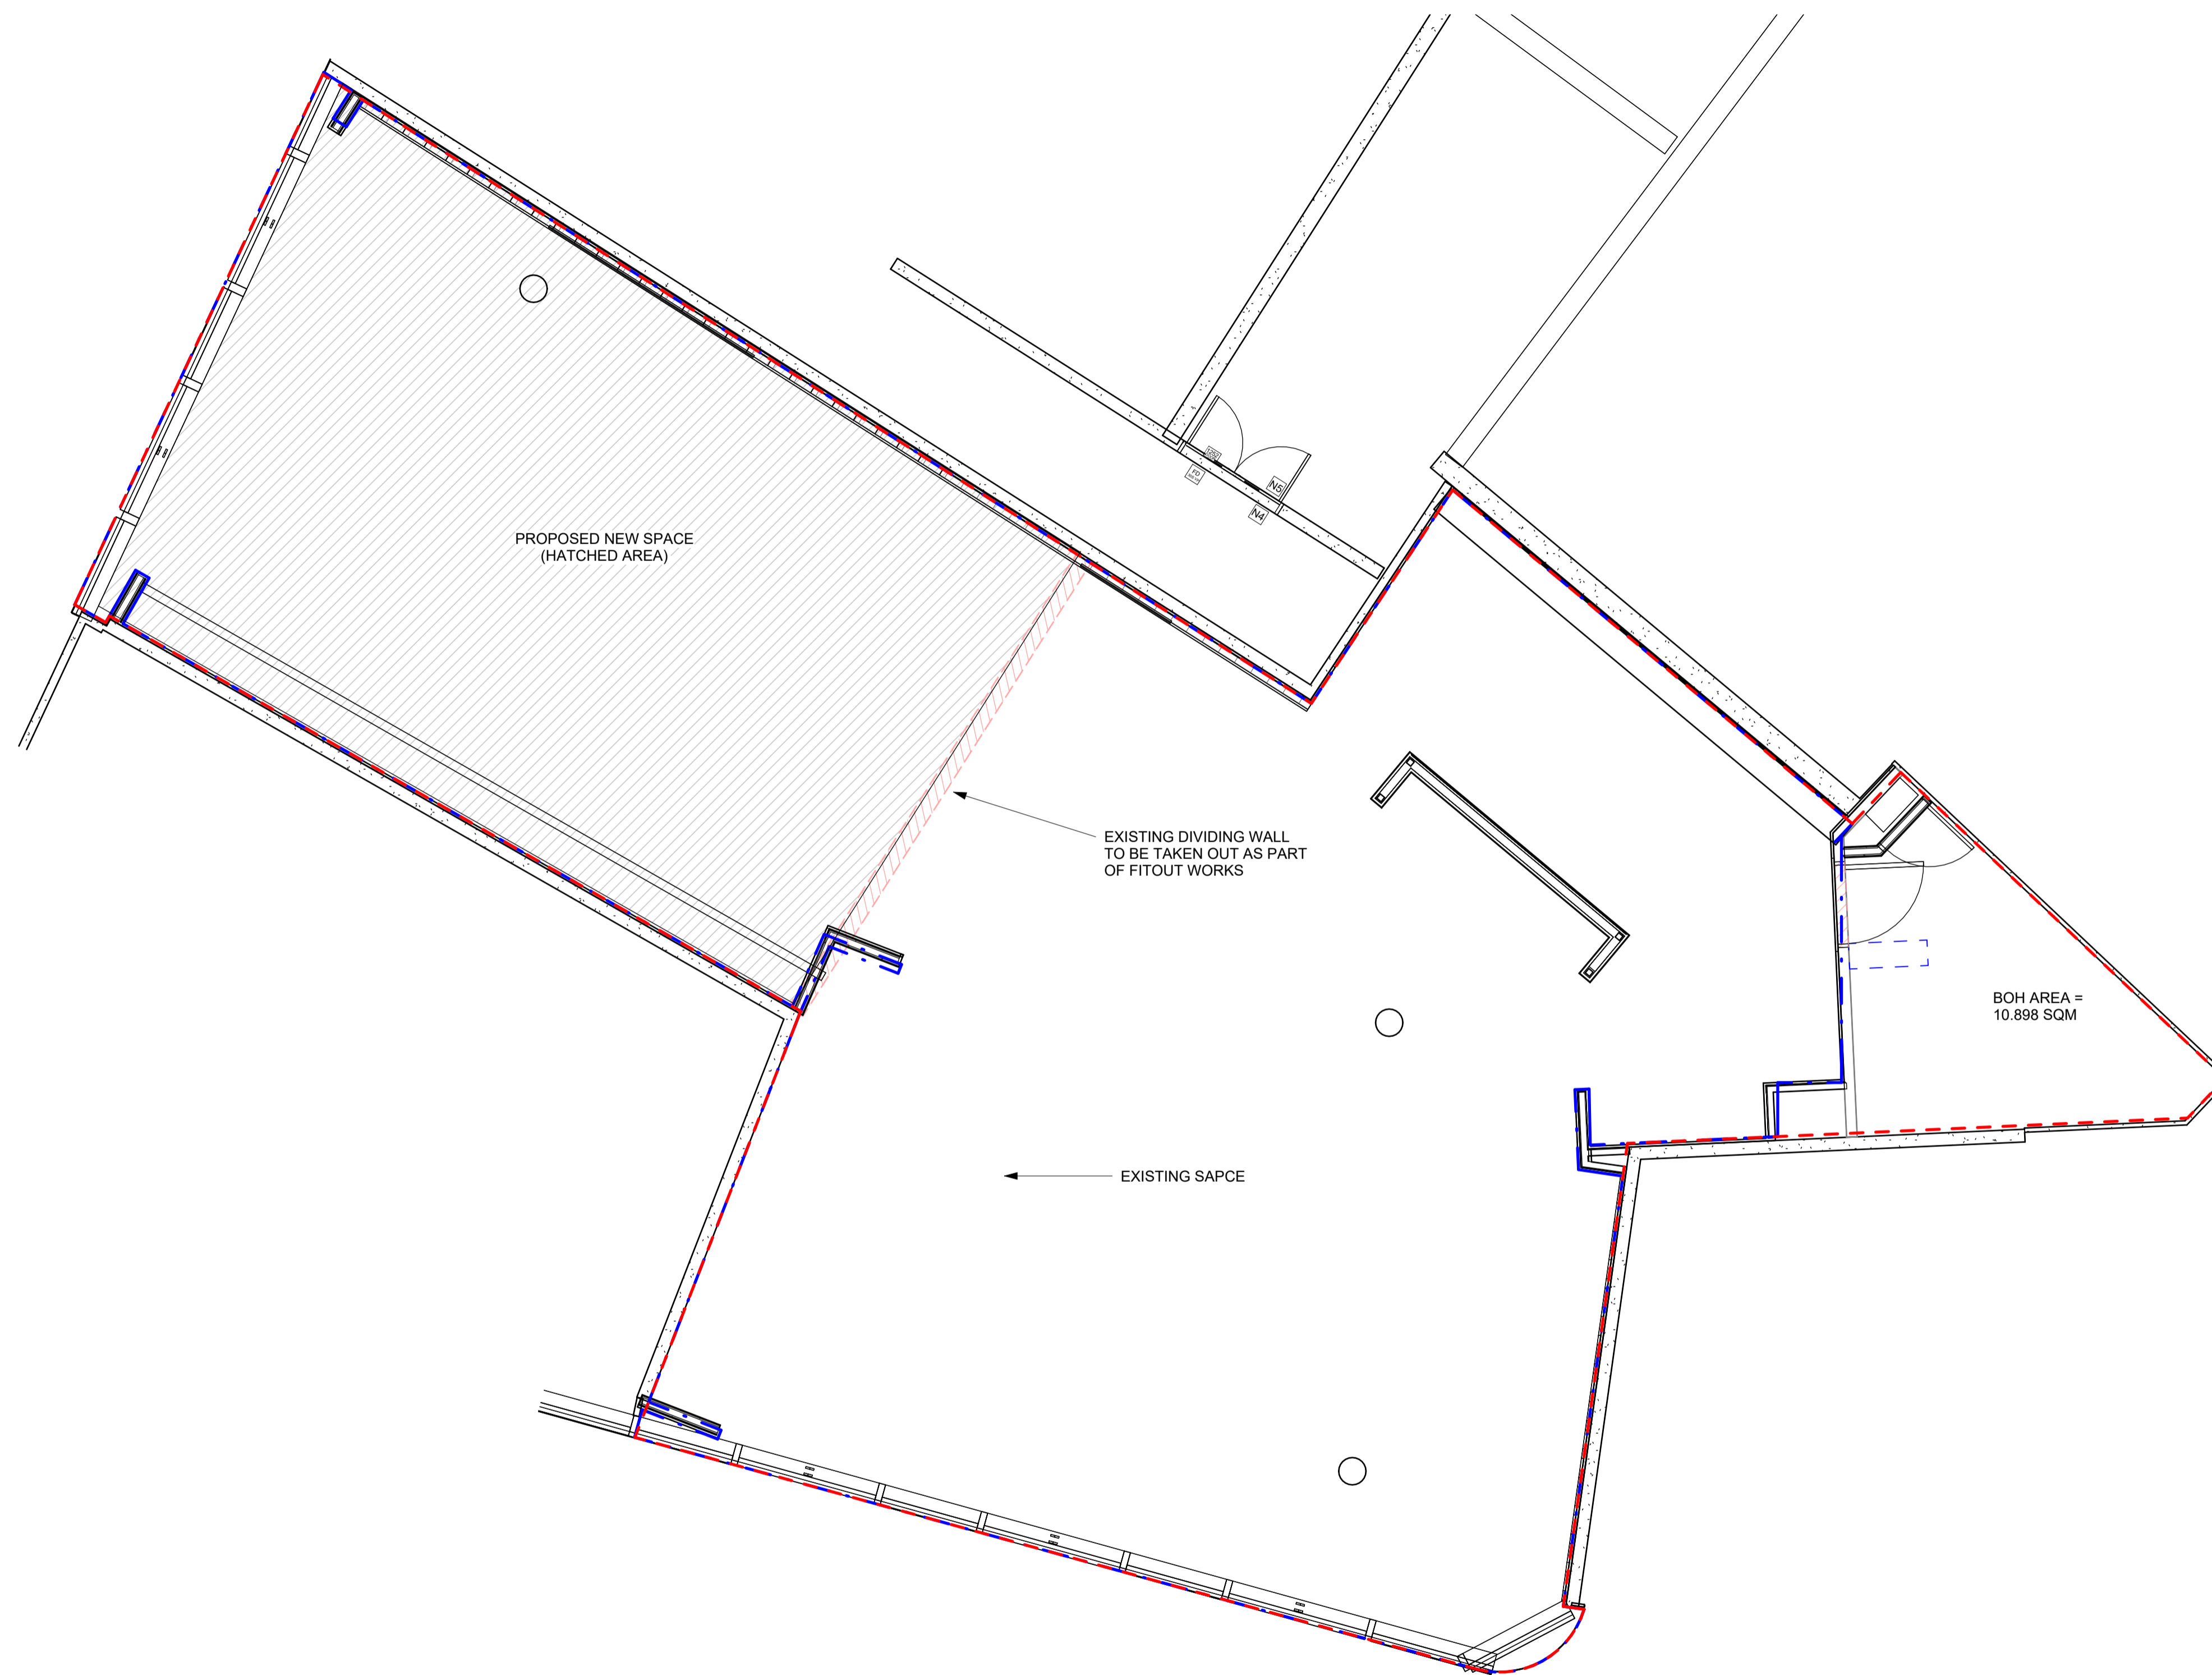 FD
N5
N4
PROPOSED NEW SPACE
(HATCHED AREA)
EXISTING DIVIDING WALL
TO BE TAKEN OUT AS PART
OF FITOUT WORKS
BOH AREA =
10.898 SQM
EXISTING SAPCE